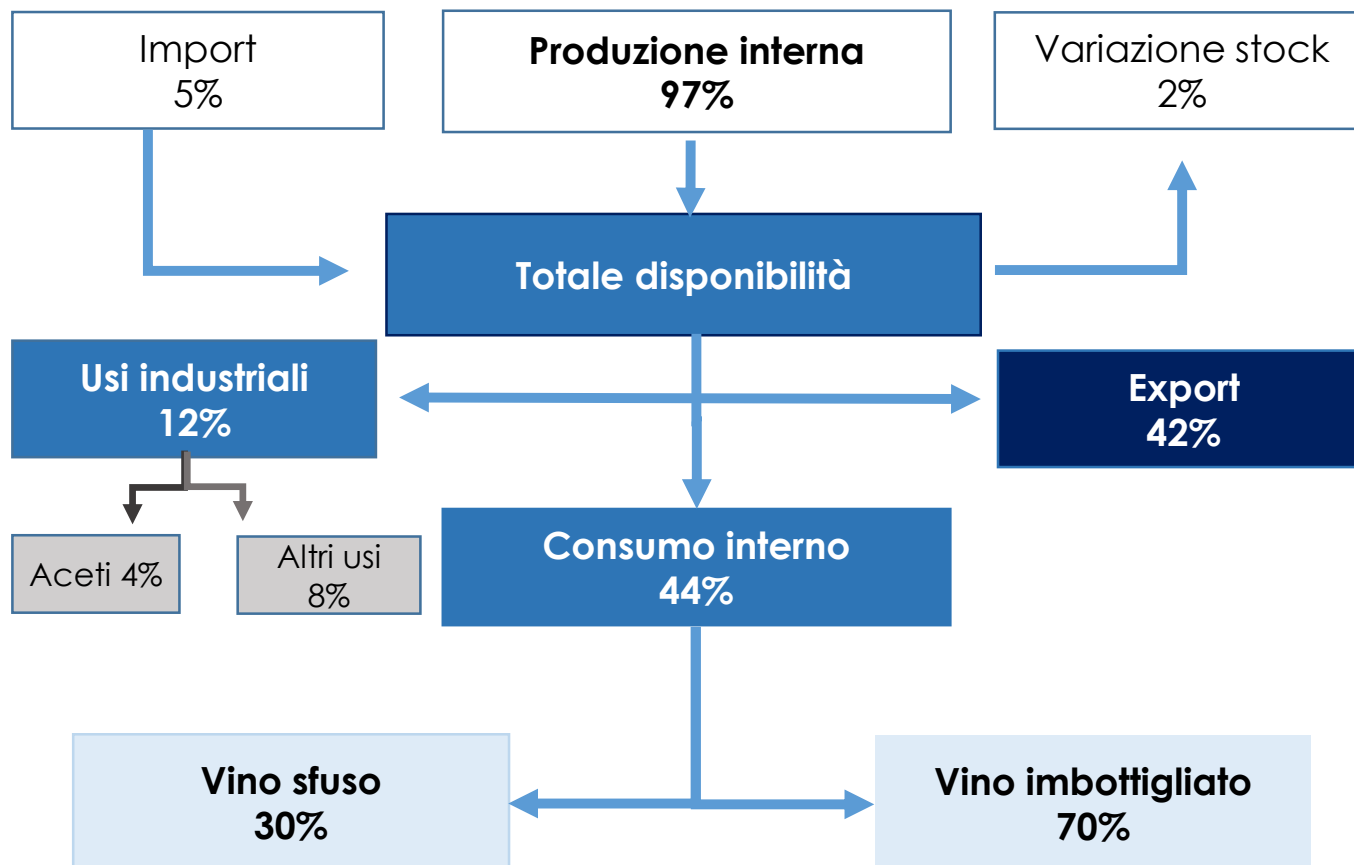 Import
5%
Produzione interna
97%
Variazione stock
2%
Totale disponibilità
Usi industriali
12%
Export
42%
Aceti 4%
Altri usi
8%
Consumo interno
44%
Vino sfuso
30%
Vino imbottigliato
70%